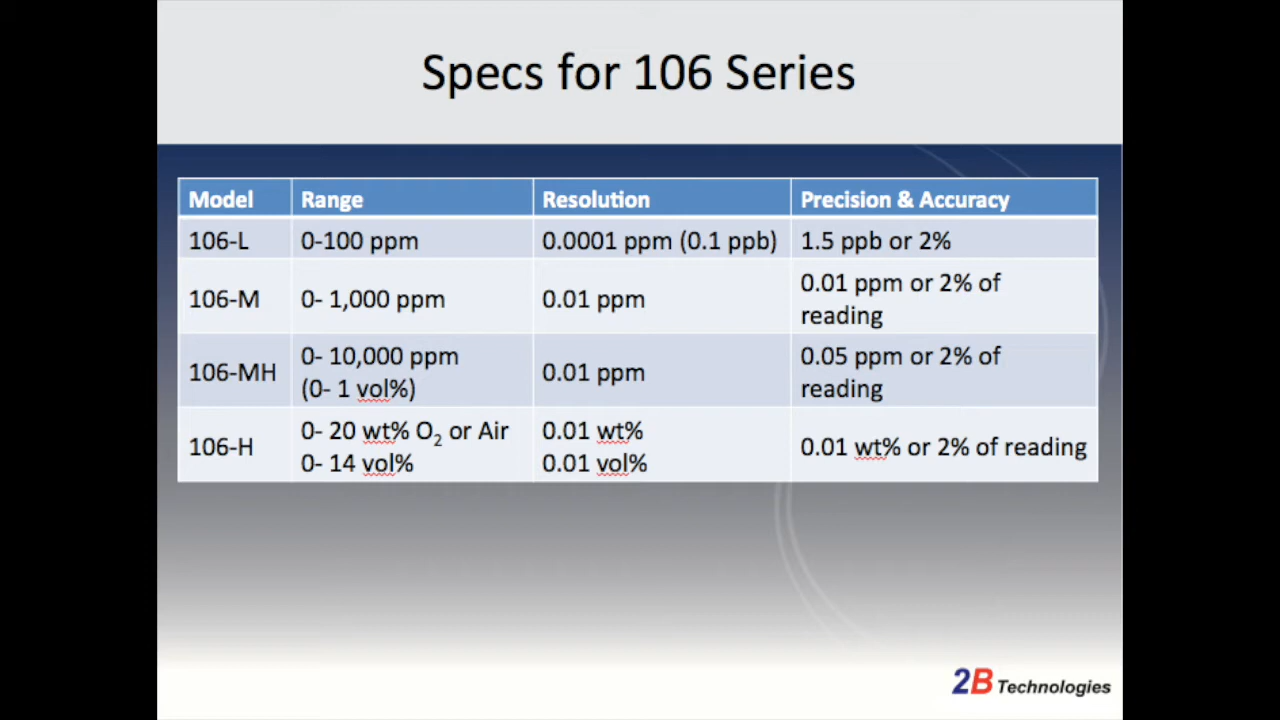 Specs for 106 Series
Model Range Resolution Precision & Accuracy
106-L 0-100 ppm 0.0001 ppm (0.1 ppb) 1.5 ppb or 2%
106-M 0- 1,000 ppm 0.01 ppm 0.01 ppm or 2% of
reading
106-MH 0- 10,000 ppm
(0- 1 vol%) 0.01 ppm 0.05 ppm or 2% of
reading
106-H 0- 20 wt% O₂ or Air
0- 14 vol% 0.01 wt%
0.01 vol% 0.01 wt% or 2% of reading
2B Technologies